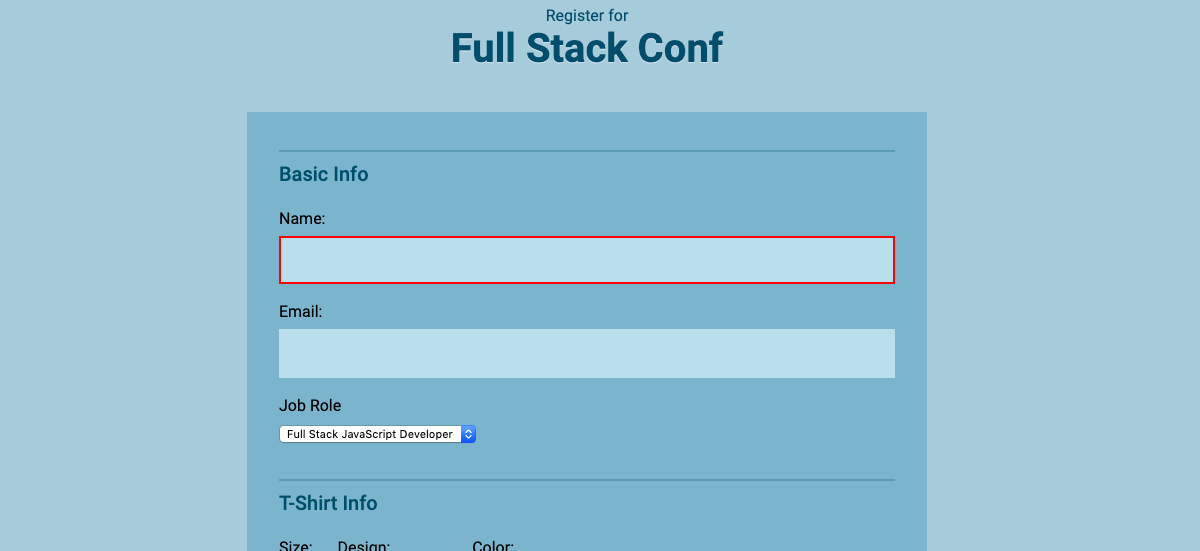 Register for
Full Stack Conf
Basic Info
Name:
Email:
Job Role
Full Stack JavaScript Developer
T-Shirt Info
Size: Design: Color: